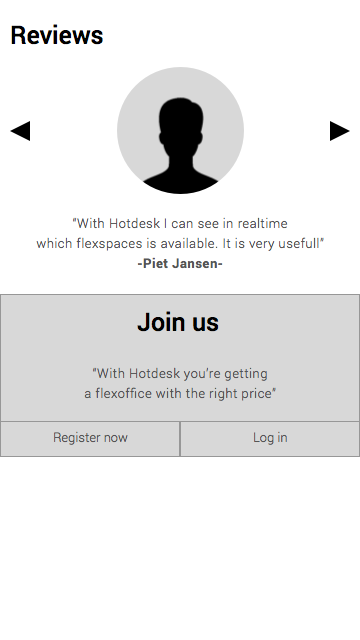 Reviews
“With Hotdesk I can see in realtime
which flexspaces is available. It is very usefull”
-Piet Jansen-
Join us
“With Hotdesk you’re getting
a flexoffice with the right price”
Register now
Log in